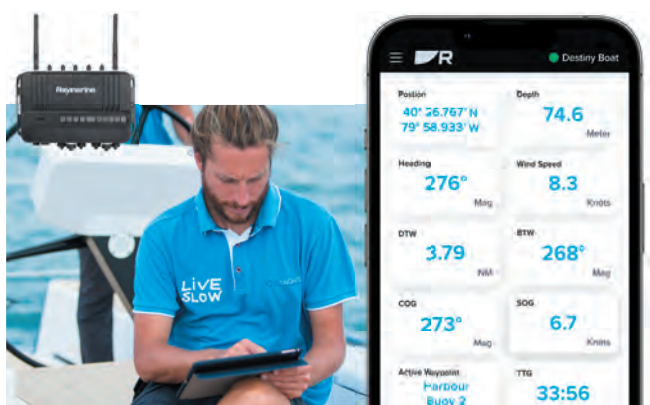 Raymarine
LIVE
SLOW
R
Destiny Boat
Postion
40° 26.767' N
79° 58.933' W
Depth
74.6
Meter
Heading
276°
Mag
Wind Speed
8.3
Knots
DTW
3.79
NM
BTW
268°
Mag
COG
273°
Mag
SOG
6.7
Knots
Active Waypoint
Harbour
Buoy 2
TTG
33:56